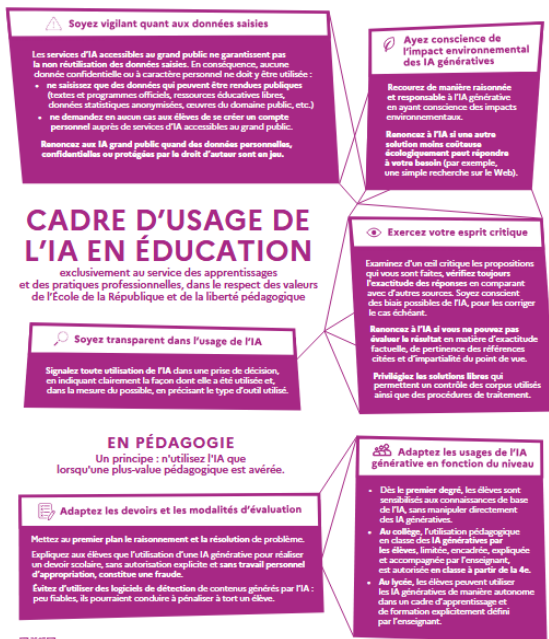 Soyez vigilant quant aux données saisies
Les services d'IA accessibles au grand public ne garantissent pas
la non réutilisation des données saisies. En conséquence, aucune
donnée confidentielle ou à caractère personnel ne doit y être utilisée :
• ne saisissez que des données qui peuvent être rendues publiques
(textes et programmes officiels, ressources éducatives libres,
données statistiques anonymisées, œuvres du domaine public, etc.)
• ne demandez en aucun cas aux élèves de se créer un compte
personnel auprès de services d'IA accessibles au grand public.
Renoncez aux IA grand public quand des données personnelles,
confidentielles ou protégées par le droit d'auteur sont en jeu.
Ayez conscience de
l'impact environnemental
des IA génératives
Recourez de manière raisonnée
et responsable à l'IA générative
en ayant conscience des impacts
environnementaux.
Renoncez à l'IA si une autre
solution moins coûteuse
écologiquement peut répondre
à votre besoin (par exemple,
une simple recherche sur le Web).
CADRE D'USAGE DE
L'IA EN ÉDUCATION
exclusivement au service des apprentissages
et des pratiques professionnelles, dans le respect des valeurs
de l'École de la République et de la liberté pédagogique
Exercez votre esprit critique
Examinez d'un œil critique les propositions
qui vous sont faites, vérifiez toujours
l'exactitude des réponses en comparant
avec d'autres sources. Soyez conscient
des biais possibles de l'IA, pour les corriger
le cas échéant.
Renoncez à l'IA si vous ne pouvez pas
évaluer le résultat en matière d'exactitude
factuelle, de pertinence des références
citées et d'impartialité du point de vue.
Privilégiez les solutions libres qui
permettent un contrôle des corpus utilisés
ainsi que des procédures de traitement.
Soyez transparent dans l'usage de l'IA
Signalez toute utilisation de l'IA dans une prise de décision,
en indiquant clairement la façon dont elle a été utilisée et,
dans la mesure du possible, en précisant le type d'outil utilisé.
EN PÉDAGOGIE
Un principe : n'utilisez l'IA que
lorsqu'une plus-value pédagogique est avérée.
Adaptez les devoirs et les modalités d'évaluation
Mettez au premier plan le raisonnement et la résolution de problème.
Expliquez aux élèves que l'utilisation d'une IA générative pour réaliser
un devoir scolaire, sans autorisation explicite et sans travail personnel
d'appropriation, constitue une fraude.
Évitez d'utiliser des logiciels de détection de contenus générés par l'IA :
peu fiables, ils pourraient conduire à pénaliser à tort un élève.
Adaptez les usages de l'IA
générative en fonction du niveau
• Dès le premier degré, les élèves sont
sensibilisés aux connaissances de base
de l'IA, sans manipuler directement
des IA génératives.
• Au collège, l'utilisation pédagogique
en classe des IA génératives par
les élèves, limitée, encadrée, expliquée
et accompagnée par l'enseignant,
est autorisée en classe à partir de la 4e.
• Au lycée, les élèves peuvent utiliser
les IA génératives de manière autonome
dans un cadre d'apprentissage et
de formation explicitement défini
par l'enseignant.